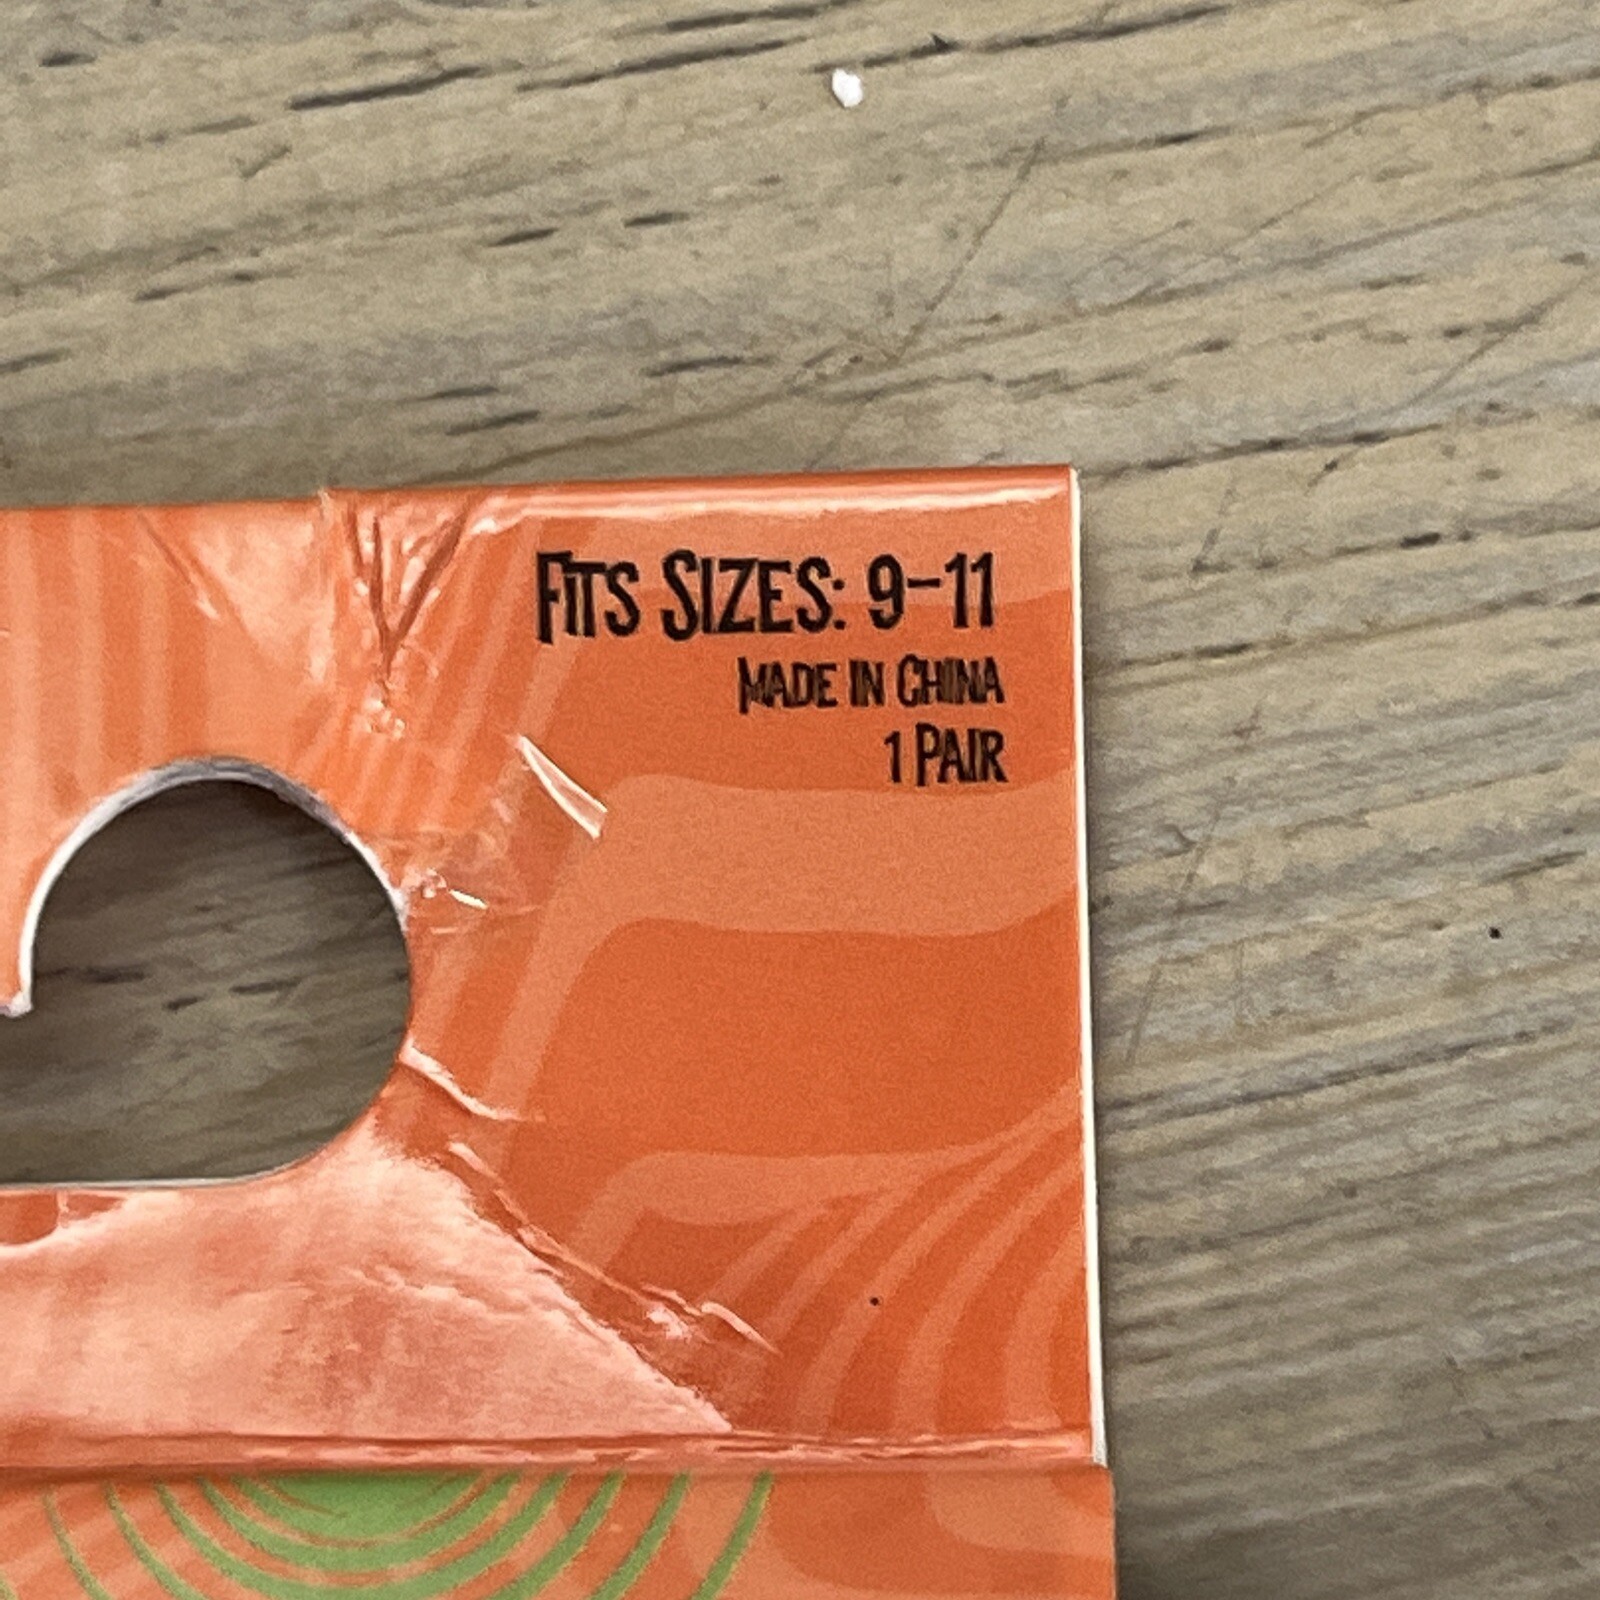 FITS SIZES: 9-11
MADE IN CHINA
1 PAIR